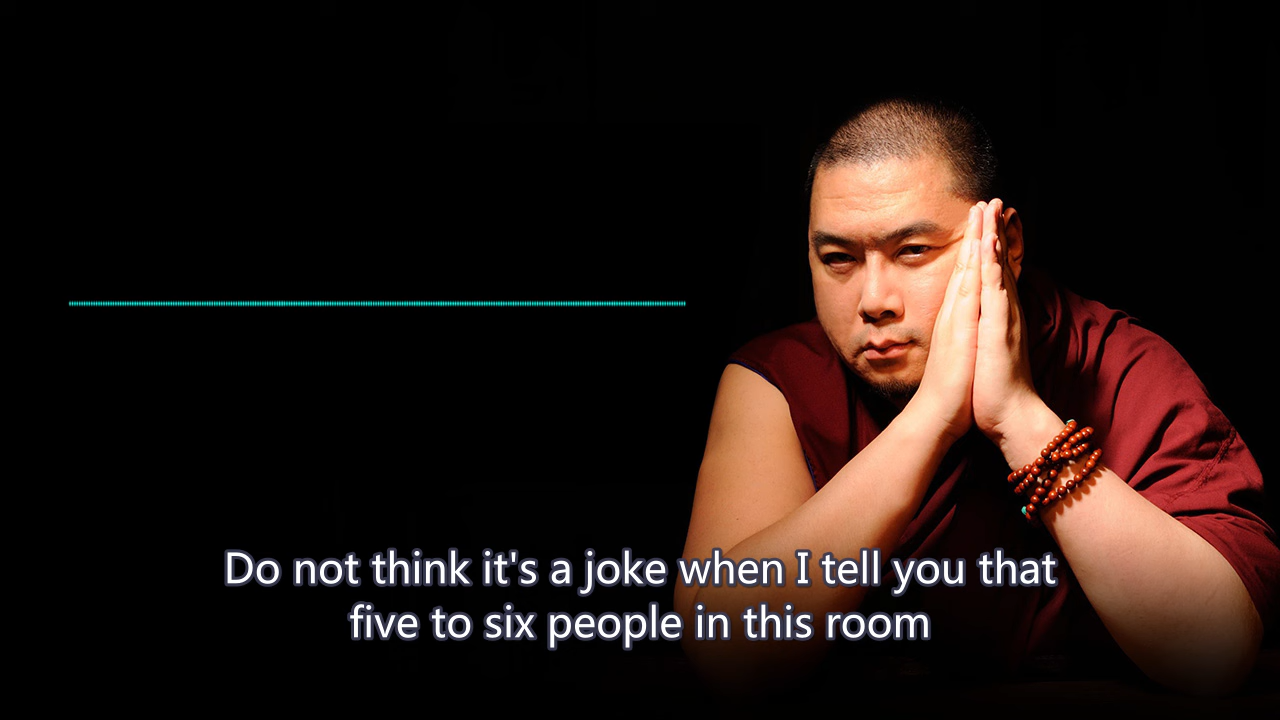 Do not think it's a joke when I tell you that
five to six people in this room